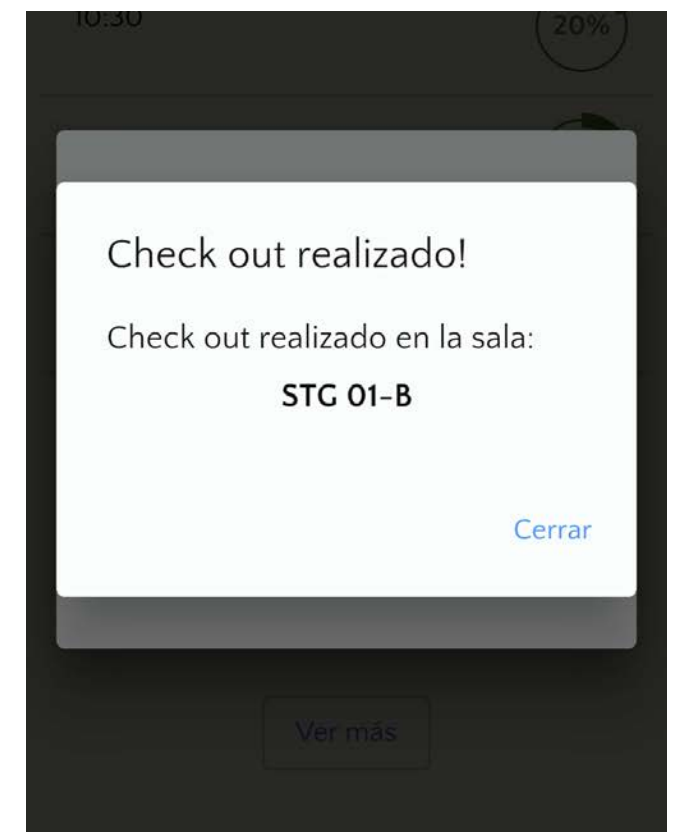 10:30
20%
Check out realizado!
Check out realizado en la sala:
STG 01-B
Cerrar
Ver más